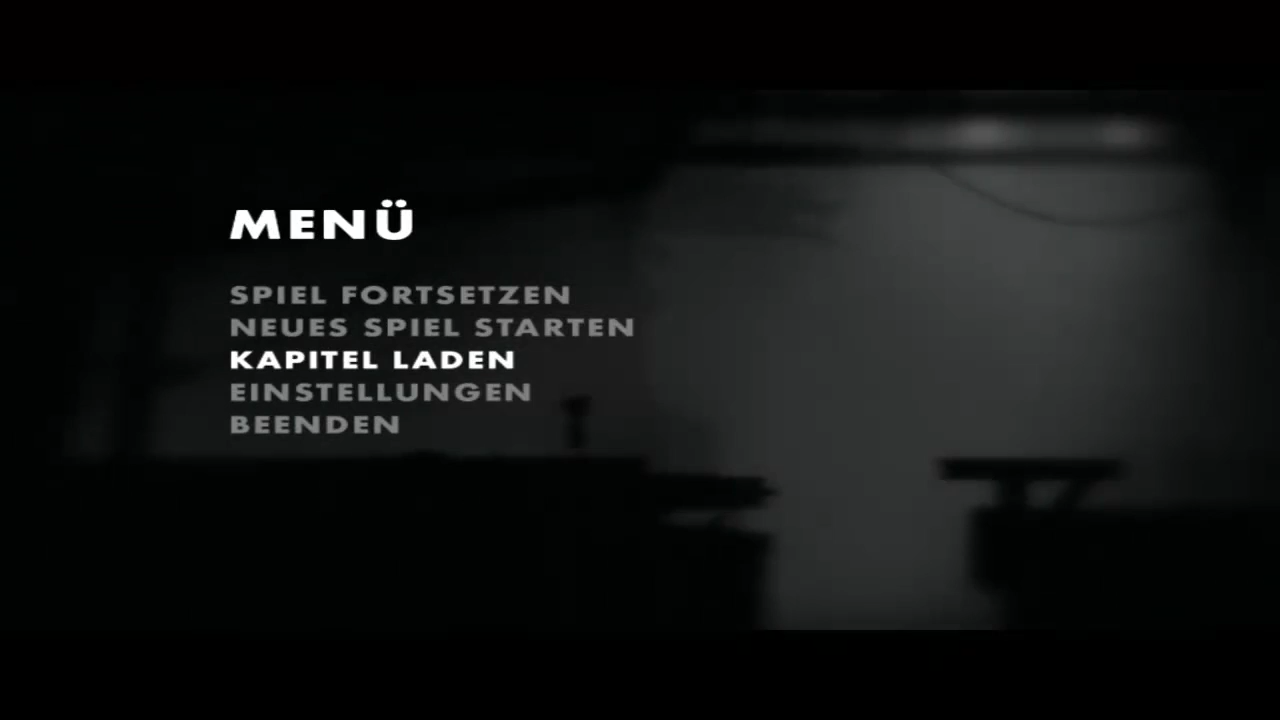 MENÜ
SPIEL FORTSETZEN
NEUES SPIEL STARTEN
KAPITEL LADEN
EINSTELLUNGEN
BEENDEN